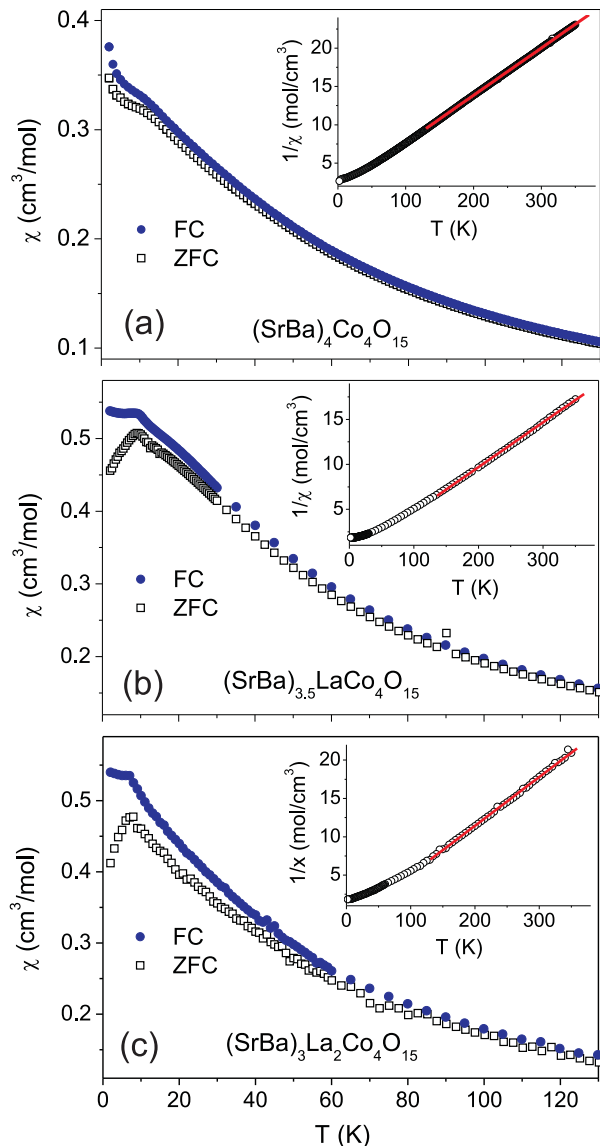 0.4
0.3
0.2
0.1
χ (cm³/mol)
FC
ZFC
(a)
(SrBa)₄Co₄O₁₅
20
15
10
5
1/χ (mol/cm³)
0 100 200 300
T (K)
0.5
0.4
0.3
0.2
χ (cm³/mol)
FC
ZFC
(b)
(SrBa)₃.₅LaCo₄O₁₅
15
10
5
0
1/χ (mol/cm³)
0 100 200 300
T (K)
0.5
0.4
0.3
0.2
χ (cm³/mol)
FC
ZFC
(c)
(SrBa)₃La₂Co₄O₁₅
20
15
10
5
0
1/x (mol/cm³)
0 100 200 300
T (K)
0 20 40 60 80 100 120
T (K)